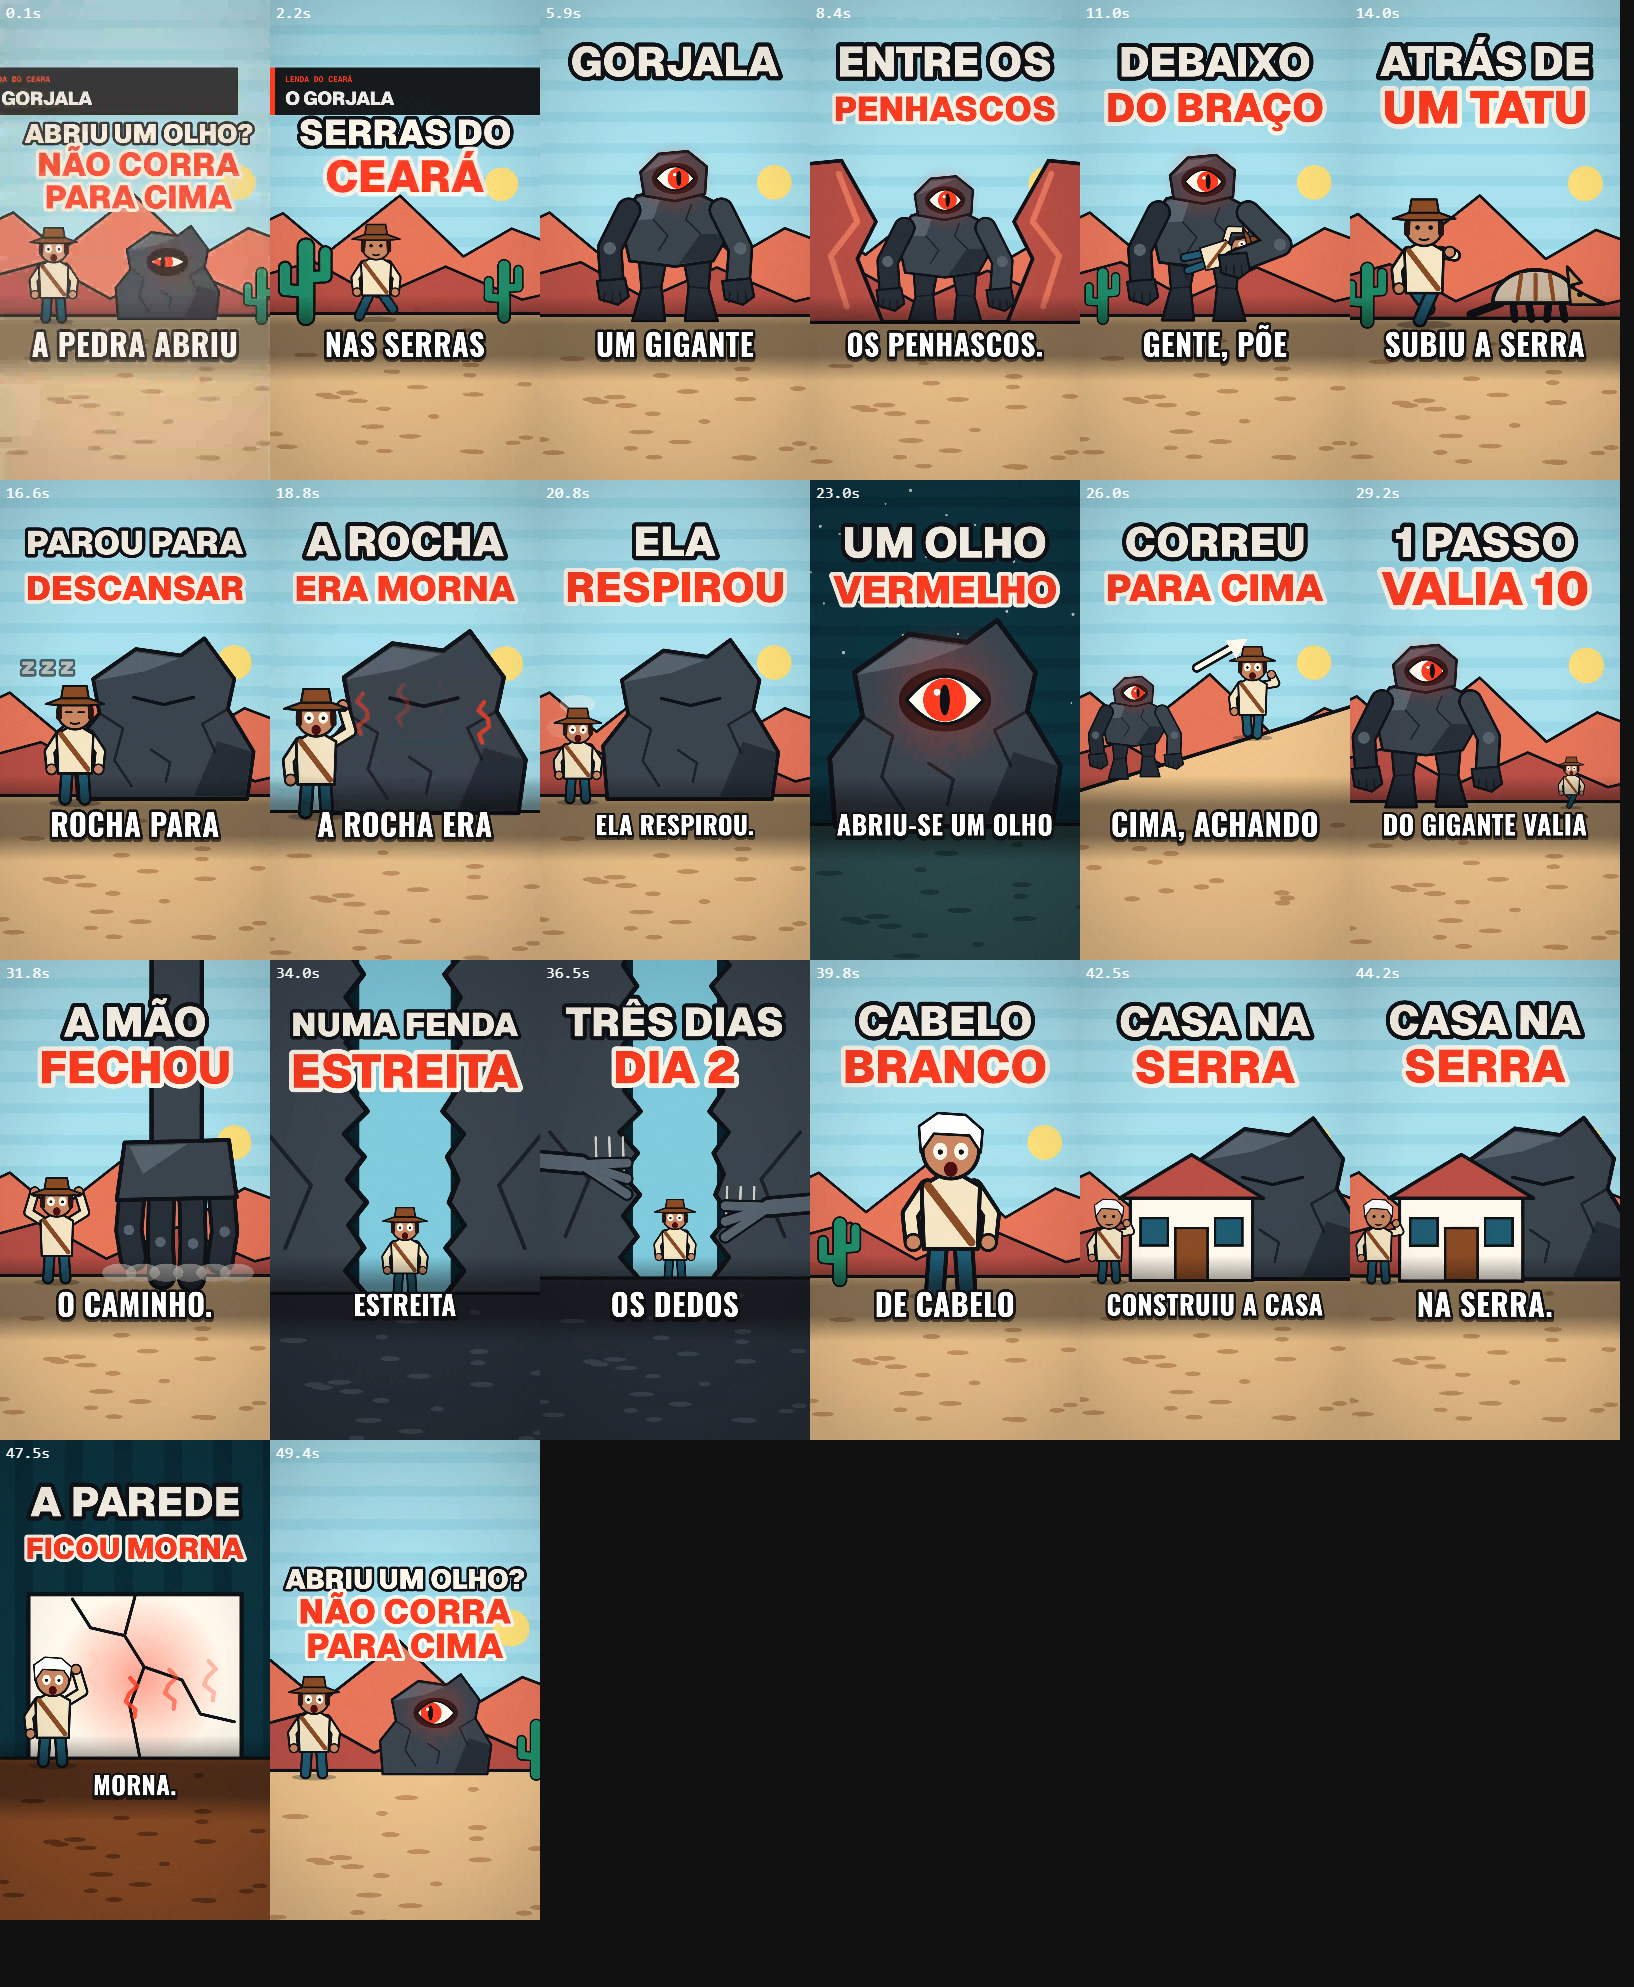 0.1s
DA DO CEARÁ
GORJALA
ABRIU UM OLHO?
NÃO CORRA
PARA CIMA
A PEDRA ABRIU
2.2s
LENDA DO CEARÁ
O GORJALA
SERRAS DO
CEARÁ
NAS SERRAS
5.9s
GORJALA
UM GIGANTE
8.4s
ENTRE OS
PENHASCOS
OS PENHASCOS.
11.0s
DEBAIXO
DO BRAÇO
GENTE, PÕE
14.0s
ATRÁS DE
UM TATU
SUBIU A SERRA
16.6s
PAROU PARA
DESCANSAR
Z Z Z
ROCHA PARA
18.8s
A ROCHA
ERA MORNA
A ROCHA ERA
20.8s
ELA
RESPIROU
ELA RESPIROU.
23.0s
UM OLHO
VERMELHO
ABRIU-SE UM OLHO
26.0s
CORREU
PARA CIMA
CIMA, ACHANDO
29.2s
1 PASSO
VALIA 10
DO GIGANTE VALIA
31.8s
A MÃO
FECHOU
O CAMINHO.
34.0s
NUMA FENDA
ESTREITA
ESTREITA
36.5s
TRÊS DIAS
DIA 2
OS DEDOS
39.8s
CABELO
BRANCO
DE CABELO
42.5s
CASA NA
SERRA
CONSTRUIU A CASA
44.2s
CASA NA
SERRA
NA SERRA.
47.5s
A PAREDE
FICOU MORNA
MORNA.
49.4s
ABRIU UM OLHO?
NÃO CORRA
PARA CIMA